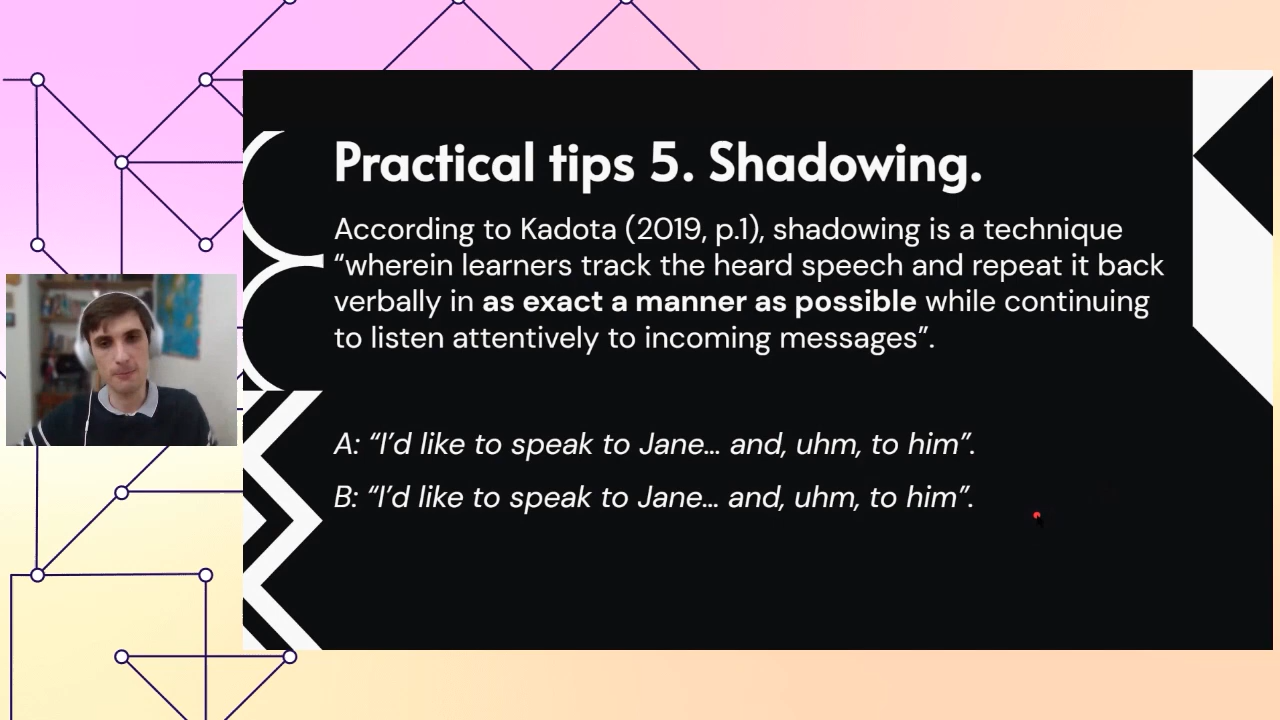 Practical tips 5. Shadowing.
According to Kadota (2019, p.1), shadowing is a technique
“wherein learners track the heard speech and repeat it back
verbally in as exact a manner as possible while continuing
to listen attentively to incoming messages”.
A: “I’d like to speak to Jane... and, uhm, to him”.
B: “I’d like to speak to Jane... and, uhm, to him”.